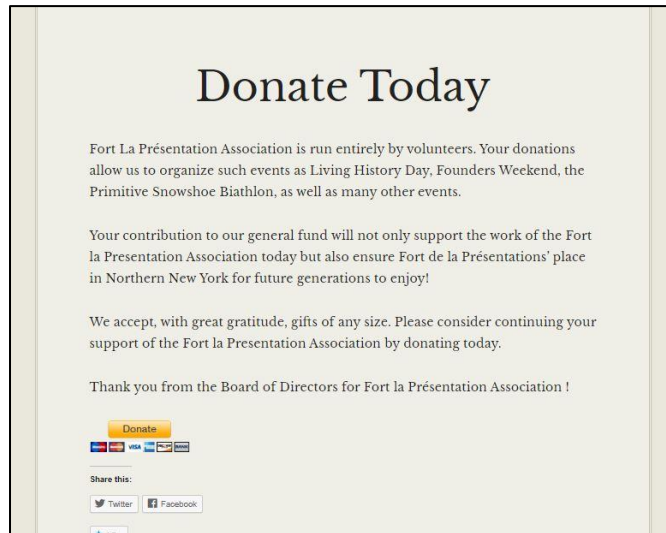 Donate Today
Fort La Présentation Association is run entirely by volunteers. Your donations
allow us to organize such events as Living History Day, Founders Weekend, the
Primitive Snowshoe Biathlon, as well as many other events.
Your contribution to our general fund will not only support the work of the Fort
la Presentation Association today but also ensure Fort de la Présentations’ place
in Northern New York for future generations to enjoy!
We accept, with great gratitude, gifts of any size. Please consider continuing your
support of the Fort la Presentation Association by donating today.
Thank you from the Board of Directors for Fort la Présentation Association !
Donate
VISA
Share this:
Twitter Facebook